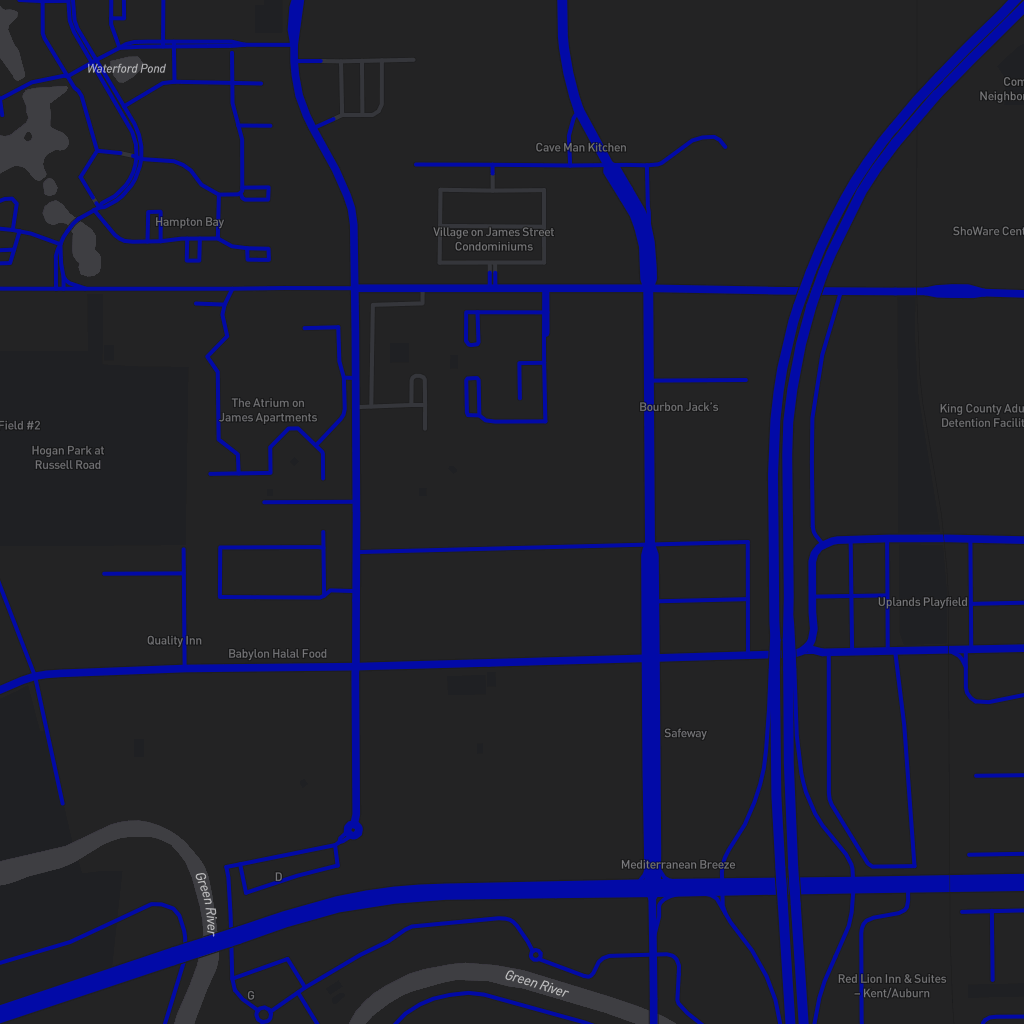 Waterford Pond
Com
Neighbor
Cave Man Kitchen
Hampton Bay
Village on James Street
Condominiums
ShoWare Cent
The Atrium on
James Apartments
Bourbon Jack's
King County Adu
Detention Facilit
Field #2
Hogan Park at
Russell Road
Uplands Playfield
Quality Inn
Babylon Halal Food
Safeway
Mediterranean Breeze
D
Green River
Green River
Red Lion Inn & Suites
– Kent/Auburn
G